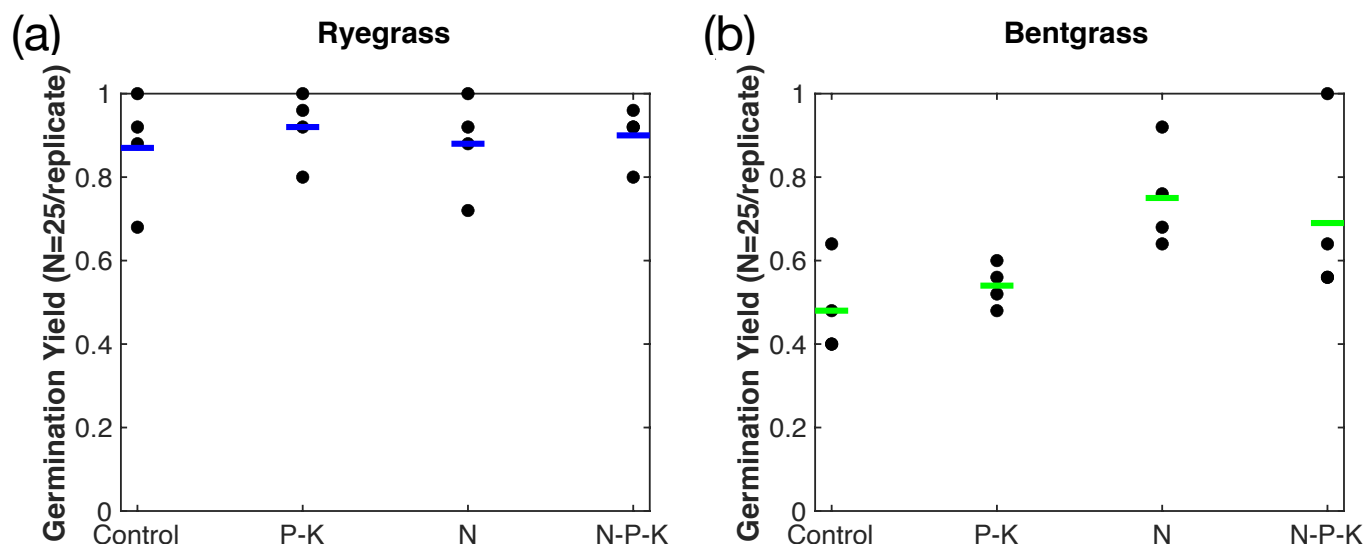 (a)
Ryegrass
Germination Yield (N=25/replicate)
1
0.8
0.6
0.4
0.2
0
Control
P-K
N
N-P-K
(b)
Bentgrass
Germination Yield (N=25/replicate)
1
0.8
0.6
0.4
0.2
0
Control
P-K
N
N-P-K